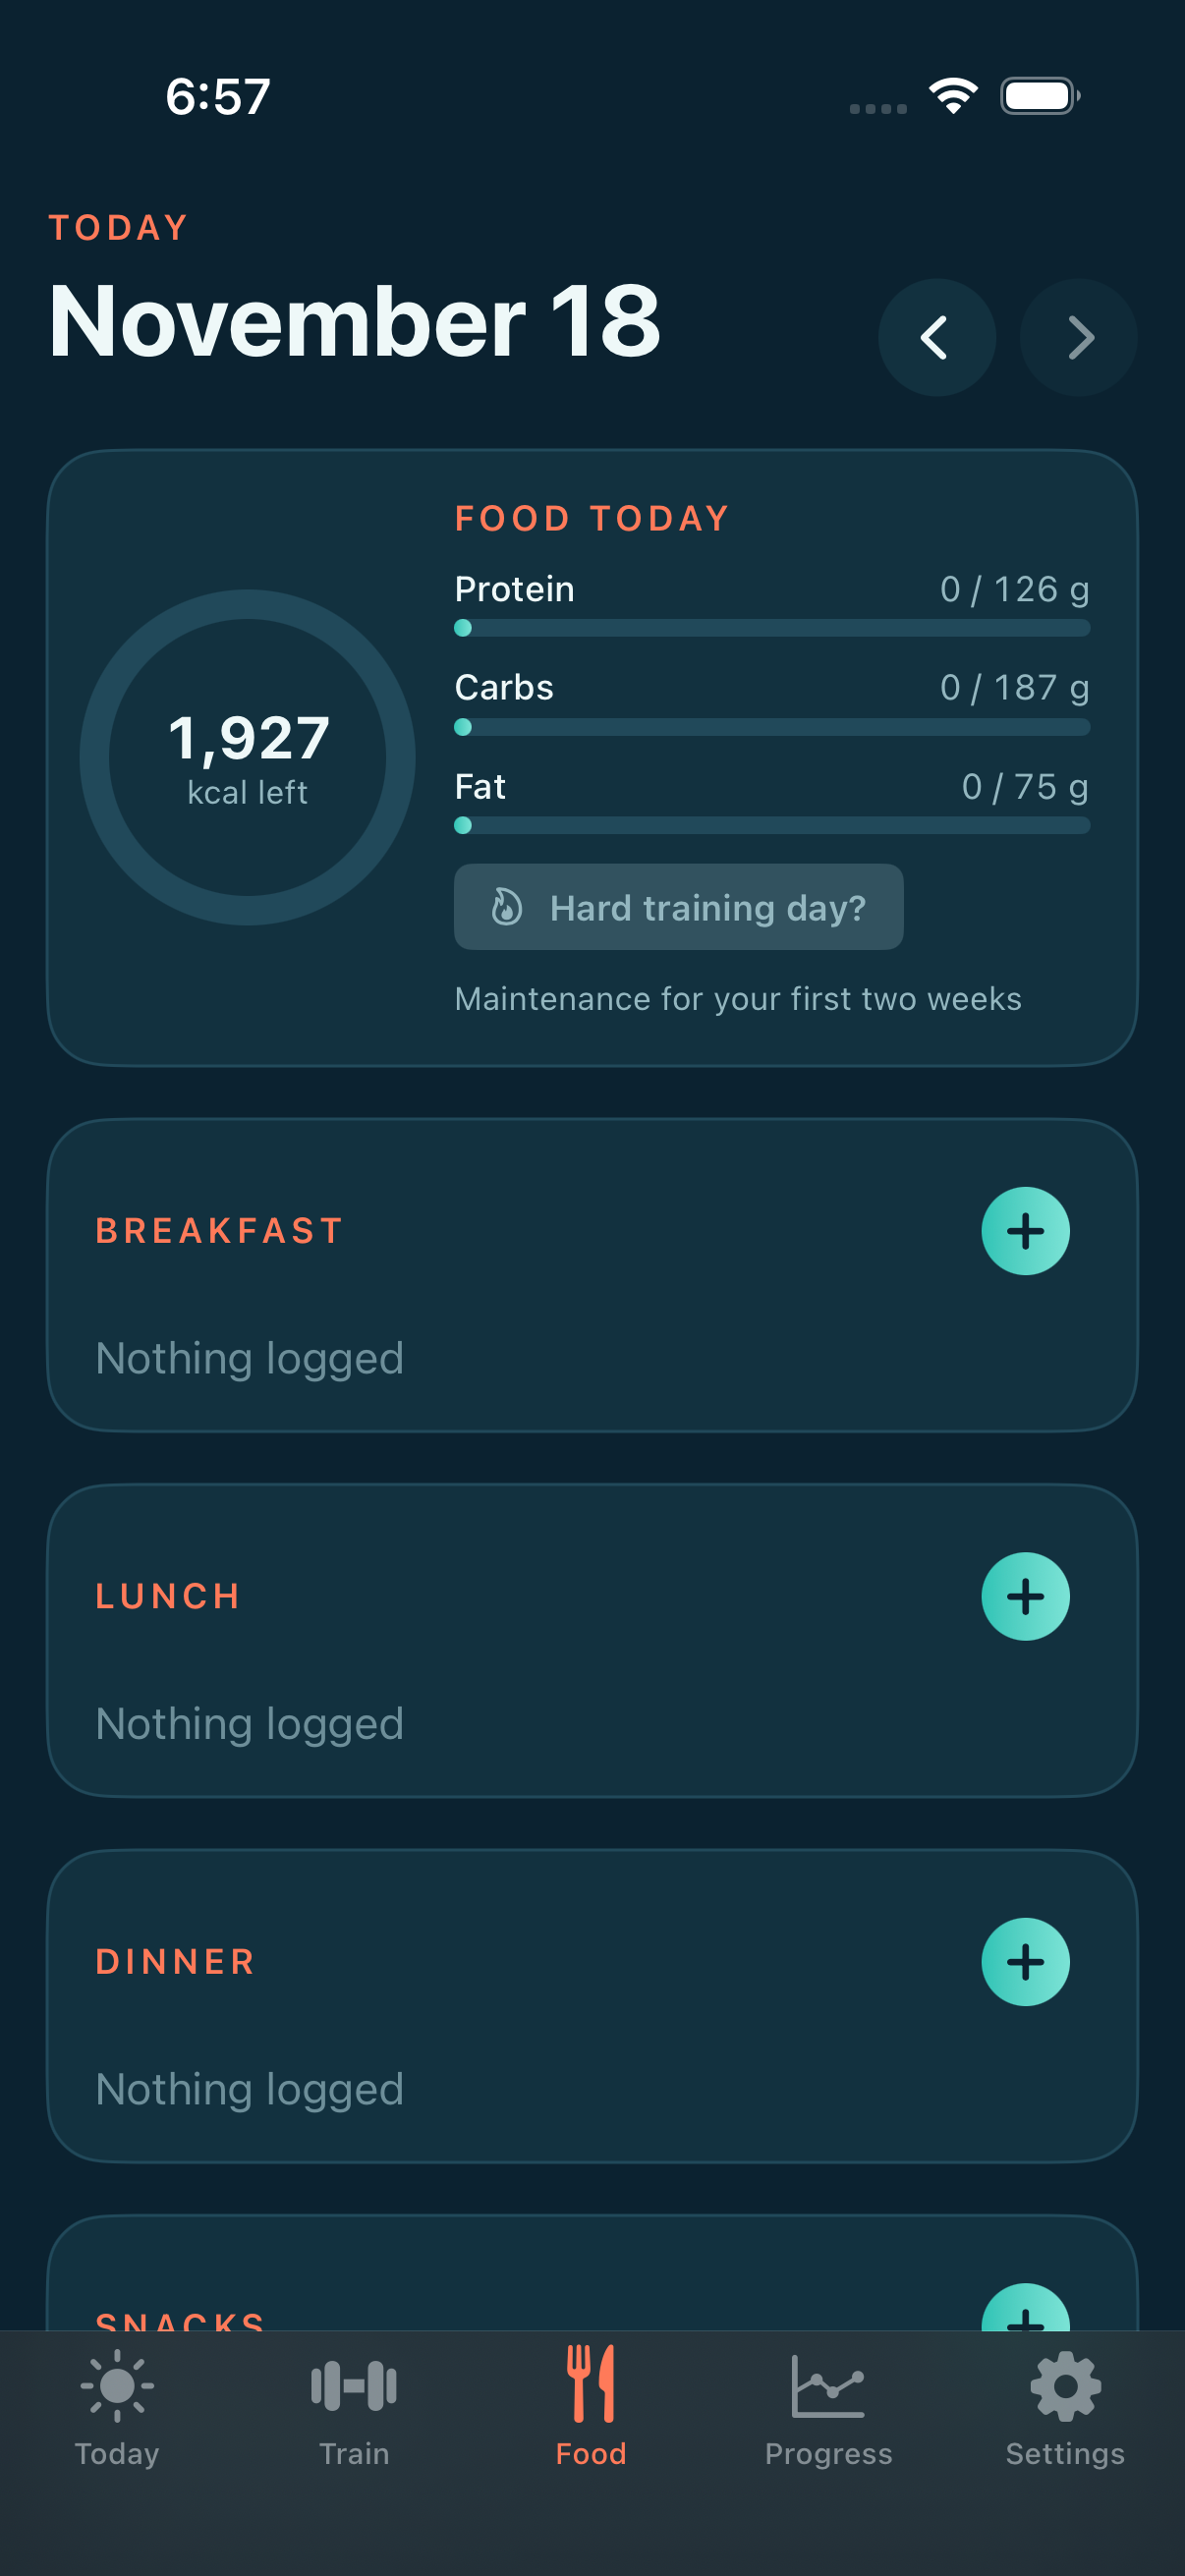 6:57
TODAY
November 18
FOOD TODAY
Protein 0 / 126 g
Carbs 0 / 187 g
Fat 0 / 75 g
1,927
kcal left
Hard training day?
Maintenance for your first two weeks
BREAKFAST
Nothing logged
LUNCH
Nothing logged
DINNER
Nothing logged
SNACKS
Today Train Food Progress Settings